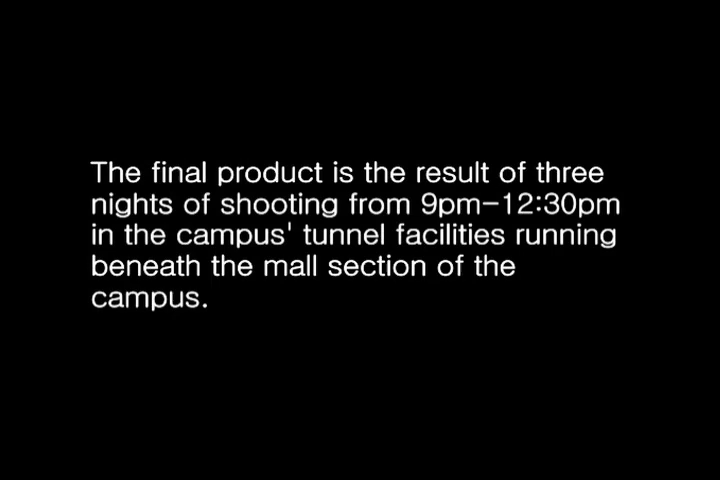 The final product is the result of three
nights of shooting from 9pm-12:30pm
in the campus' tunnel facilities running
beneath the mall section of the
campus.